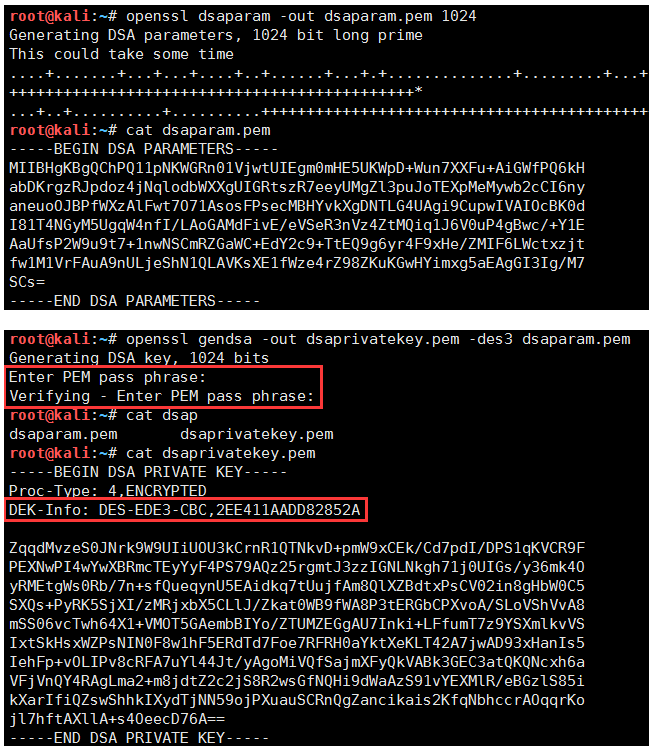 root@kali:~# openssl dsaparam -out dsaparam.pem 1024
Generating DSA parameters, 1024 bit long prime
This could take some time
....+.......+...+...+....+..+......+...+.+..............+.........+...+
+++++++++++++++++++++++++++++++++++++++++++++*
...+..+..........+..........+++++++++++++++++++++++++++++++++++++++++++
root@kali:~# cat dsaparam.pem
-----BEGIN DSA PARAMETERS-----
MIIBHgKBgQChPQ11pNKWGRn01VjwtUIEgm0mHE5UKWpD+Wun7XXFu+AiGWfPQ6kH
abDKrgzRJpdoz4jNqlodbWXXgUIGRtszR7eeyUMgZl3puJoTEXpMeMywb2cCI6ny
aneuoOJBPfWXzAlFwt7O71AsosFPsecMBHYvkXgDNTLG4UAgi9CupwIVAIOcBK0d
I81T4NGyM5UgqW4nfI/LAoGAMdFivE/eVSeR3nVz4ZtMQiq1J6V0uP4gBwc/+Y1E
AaUfsP2W9u9t7+1nwNSCmRZGaWC+EdY2c9+TtEQ9g6yr4F9xHe/ZMIF6LWctxzjt
fw1M1VrFAuA9nULjeShN1QLAVKsXE1fWze4rZ98ZKuKGwHYimxg5aEAgGI3Ig/M7
SCs=
-----END DSA PARAMETERS-----
root@kali:~# openssl gendsa -out dsaprivatekey.pem -des3 dsaparam.pem
Generating DSA key, 1024 bits
Enter PEM pass phrase:
Verifying - Enter PEM pass phrase:
root@kali:~# cat dsap
dsaparam.pem dsaprivatekey.pem
root@kali:~# cat dsaprivatekey.pem
-----BEGIN DSA PRIVATE KEY-----
Proc-Type: 4,ENCRYPTED
DEK-Info: DES-EDE3-CBC,2EE411AADD82852A
ZqqdMvzeS0JNrk9W9UIiUOU3kCrnR1QTNkvD+pmW9xCEk/Cd7pdI/DPS1qKVCR9F
PEXNwPI4wYwXBRmcTEyYyF4PS79AQz25rgmtJ3zzIGNLNkgh71j0UIGs/y36mk4O
yRMEtgWs0Rb/7n+sfQueqynU5EAidkq7tUujfAm8QlXZBdtxPsCV02in8gHbW0C5
SXQs+PyRK5SjXI/zMRjxbX5CLlJ/Zkat0WB9fWA8P3tERGbCPXvoA/SLoVShVvA8
mSS06vcTwh64X1+VMOT5GAembBIYo/ZTUMZEGgAU7Inki+LFfumT7z9YSXmlkvVS
IxtSkHsxWZPsNIN0F8w1hF5ERdTd7Foe7RFRH0aYktXeKLT42A7jwAD93xHanIs5
IehFp+vOLIPv8cRFA7uYl44Jt/yAgoMiVQfSajmXFyQkVABk3GEC3atQKQNcxh6a
VFjVnQY4RAgLma2+m8jdtZ2c2jS8R2wsGfNQHi9dWaAzS91vYEXMlR/eBGzlS85i
kXarIfiQZswShhkIXydTjNN59ojPXuauSCRnQgZancikais2KfqNbhccrAOqqrKo
jl7hftAXllA+s4OeecD76A==
-----END DSA PRIVATE KEY-----